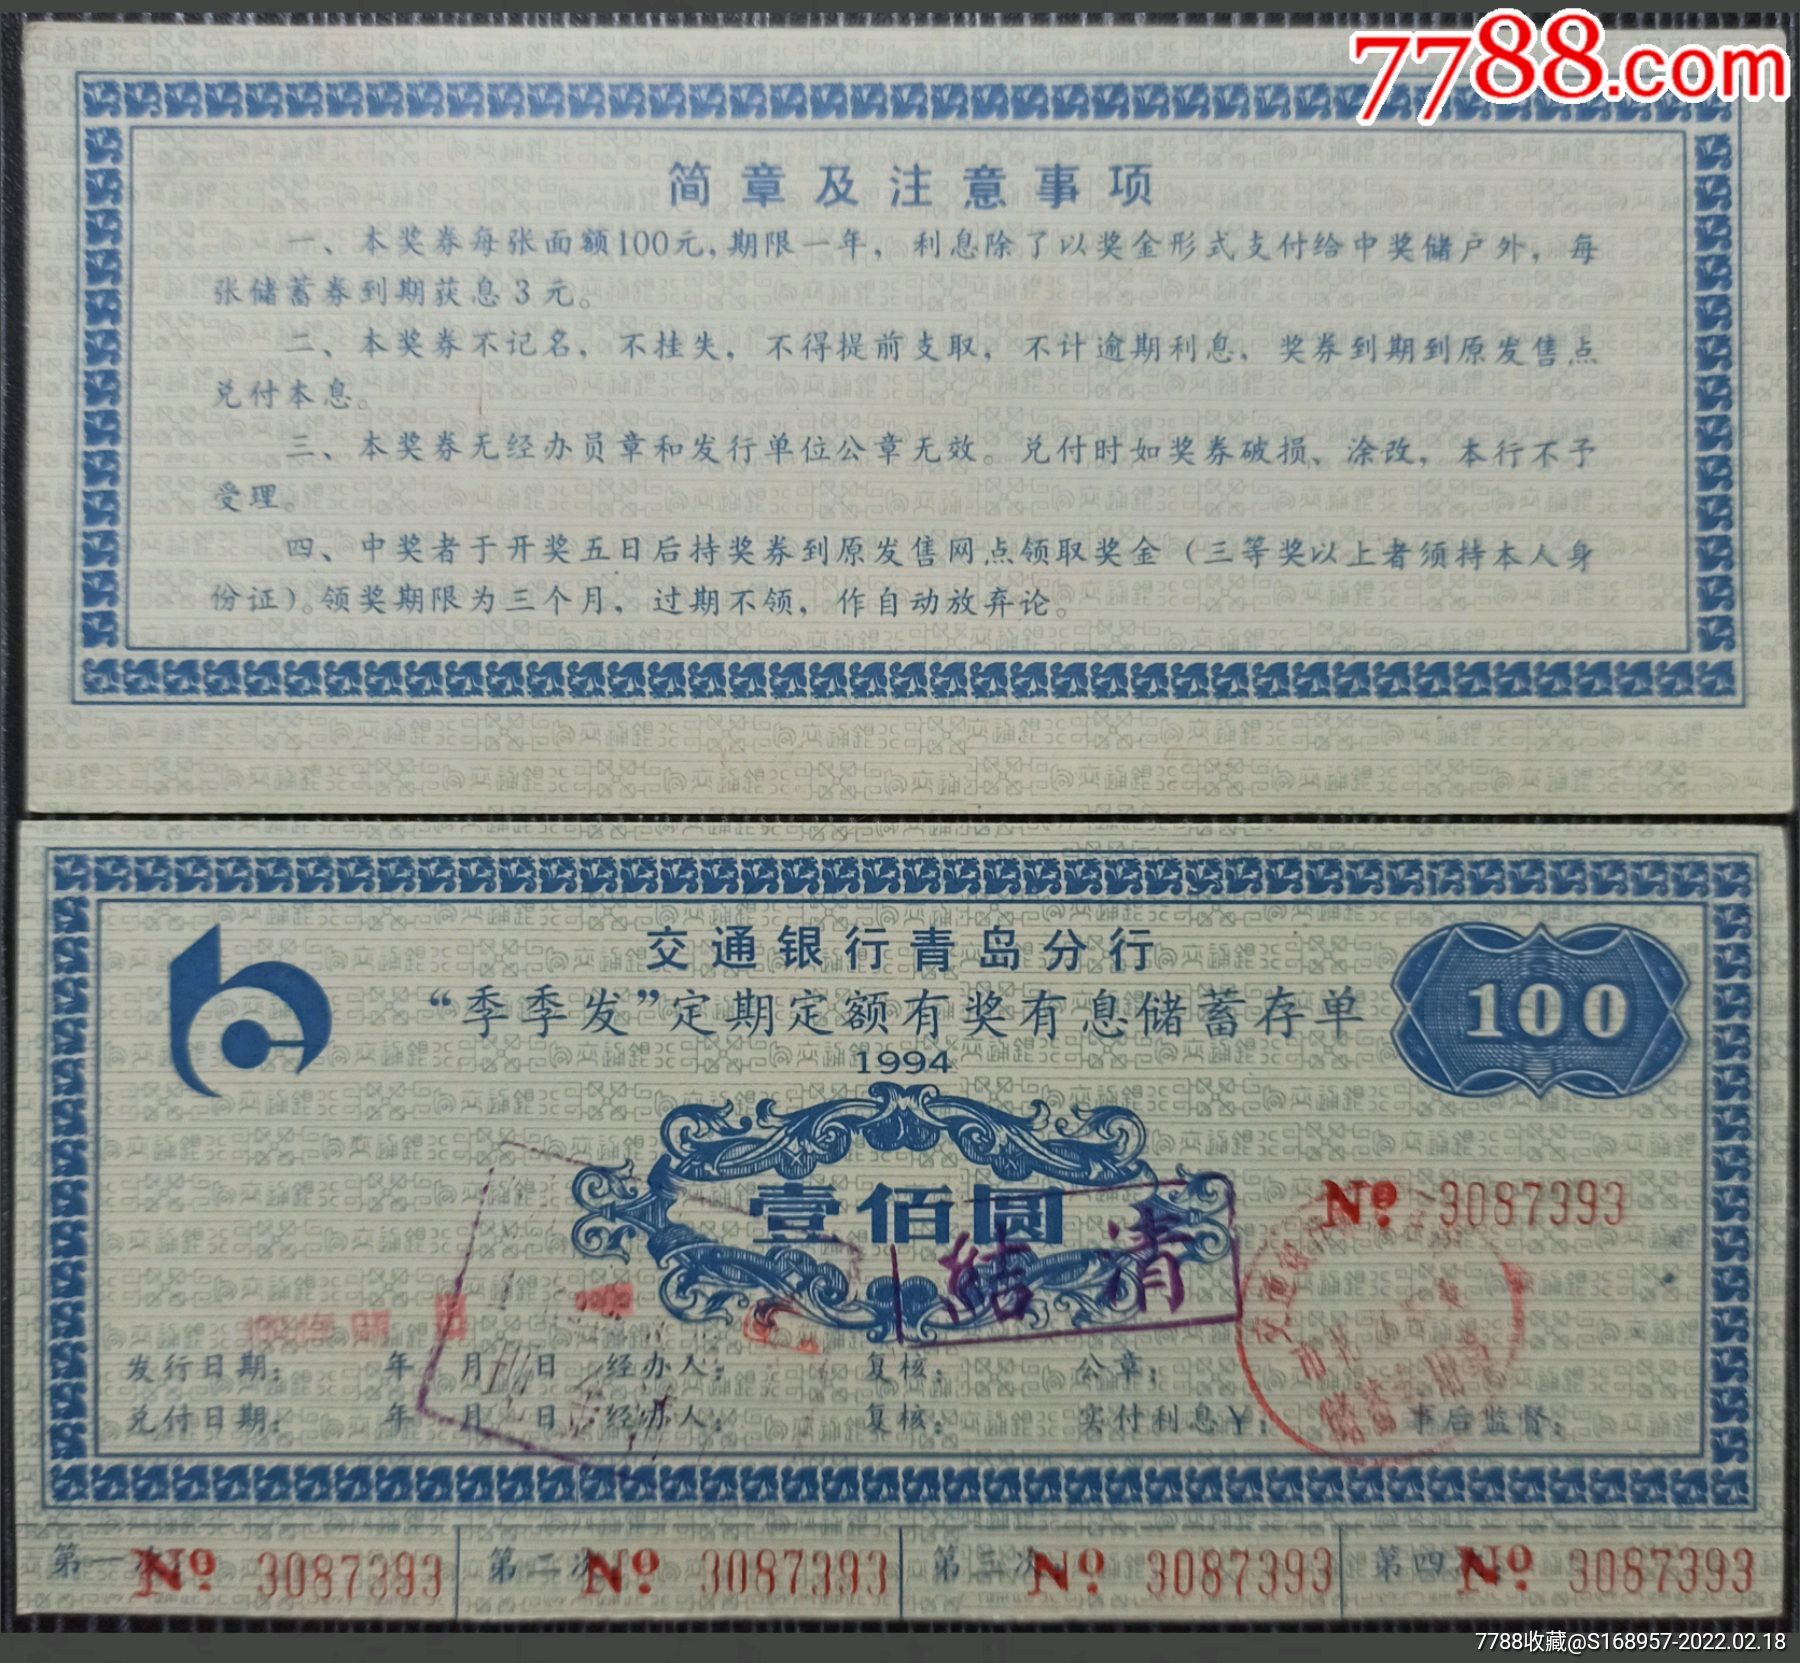 7788.com
简章及注意事项
一、本奖券每张面额100元，期限一年，利息除了以奖金形式支付给中奖储户外，每
张储蓄券到期获息3元。
二、本奖券不记名，不挂失，不得提前支取，不计逾期利息，奖券到期到原发售点
兑付本息。
三、本奖券无经办员章和发行单位公章无效。兑付时如奖券破损、涂改，本行不予
受理。
四、中奖者于开奖五日后持奖券到原发售网点领取奖金（三等奖以上者须持本人身
份证）。领奖期限为三个月，过期不领，作自动放弃论。
交通银行青岛分行
“季季发”定期定额有奖有息储蓄存单
1994
100
壹佰圆
№ 3087393
結清
发行日期： 年 月 日 经办人： 复核： 公章：
兑付日期： 年 月 日 经办人： 复核： 实付利息¥： 事后监督：
第一次 № 3087393 第二次 № 3087393 第三次 № 3087393 第四 № 3087393
7788收藏@S168957-2022.02.18